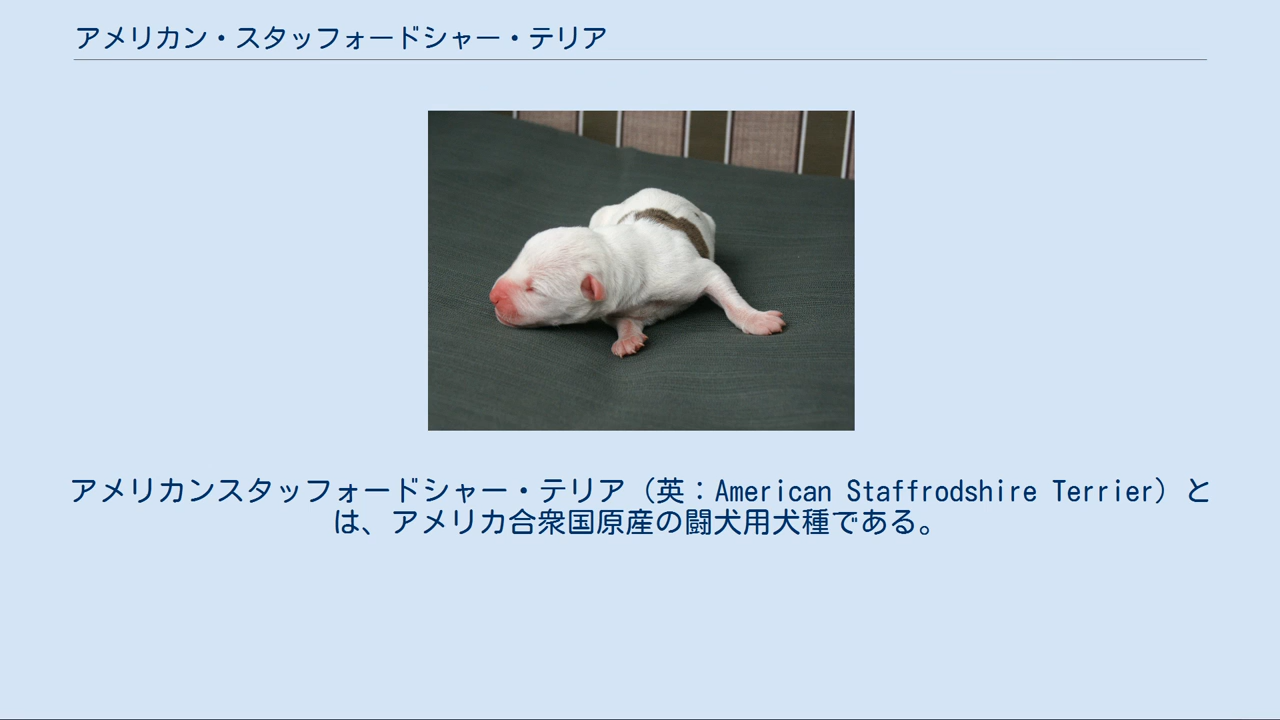 アメリカン・スタッフォードシャー・テリア
アメリカンスタッフォードシャー・テリア（英：American Staffrodshire Terrier）と
は、アメリカ合衆国原産の闘犬用犬種である。